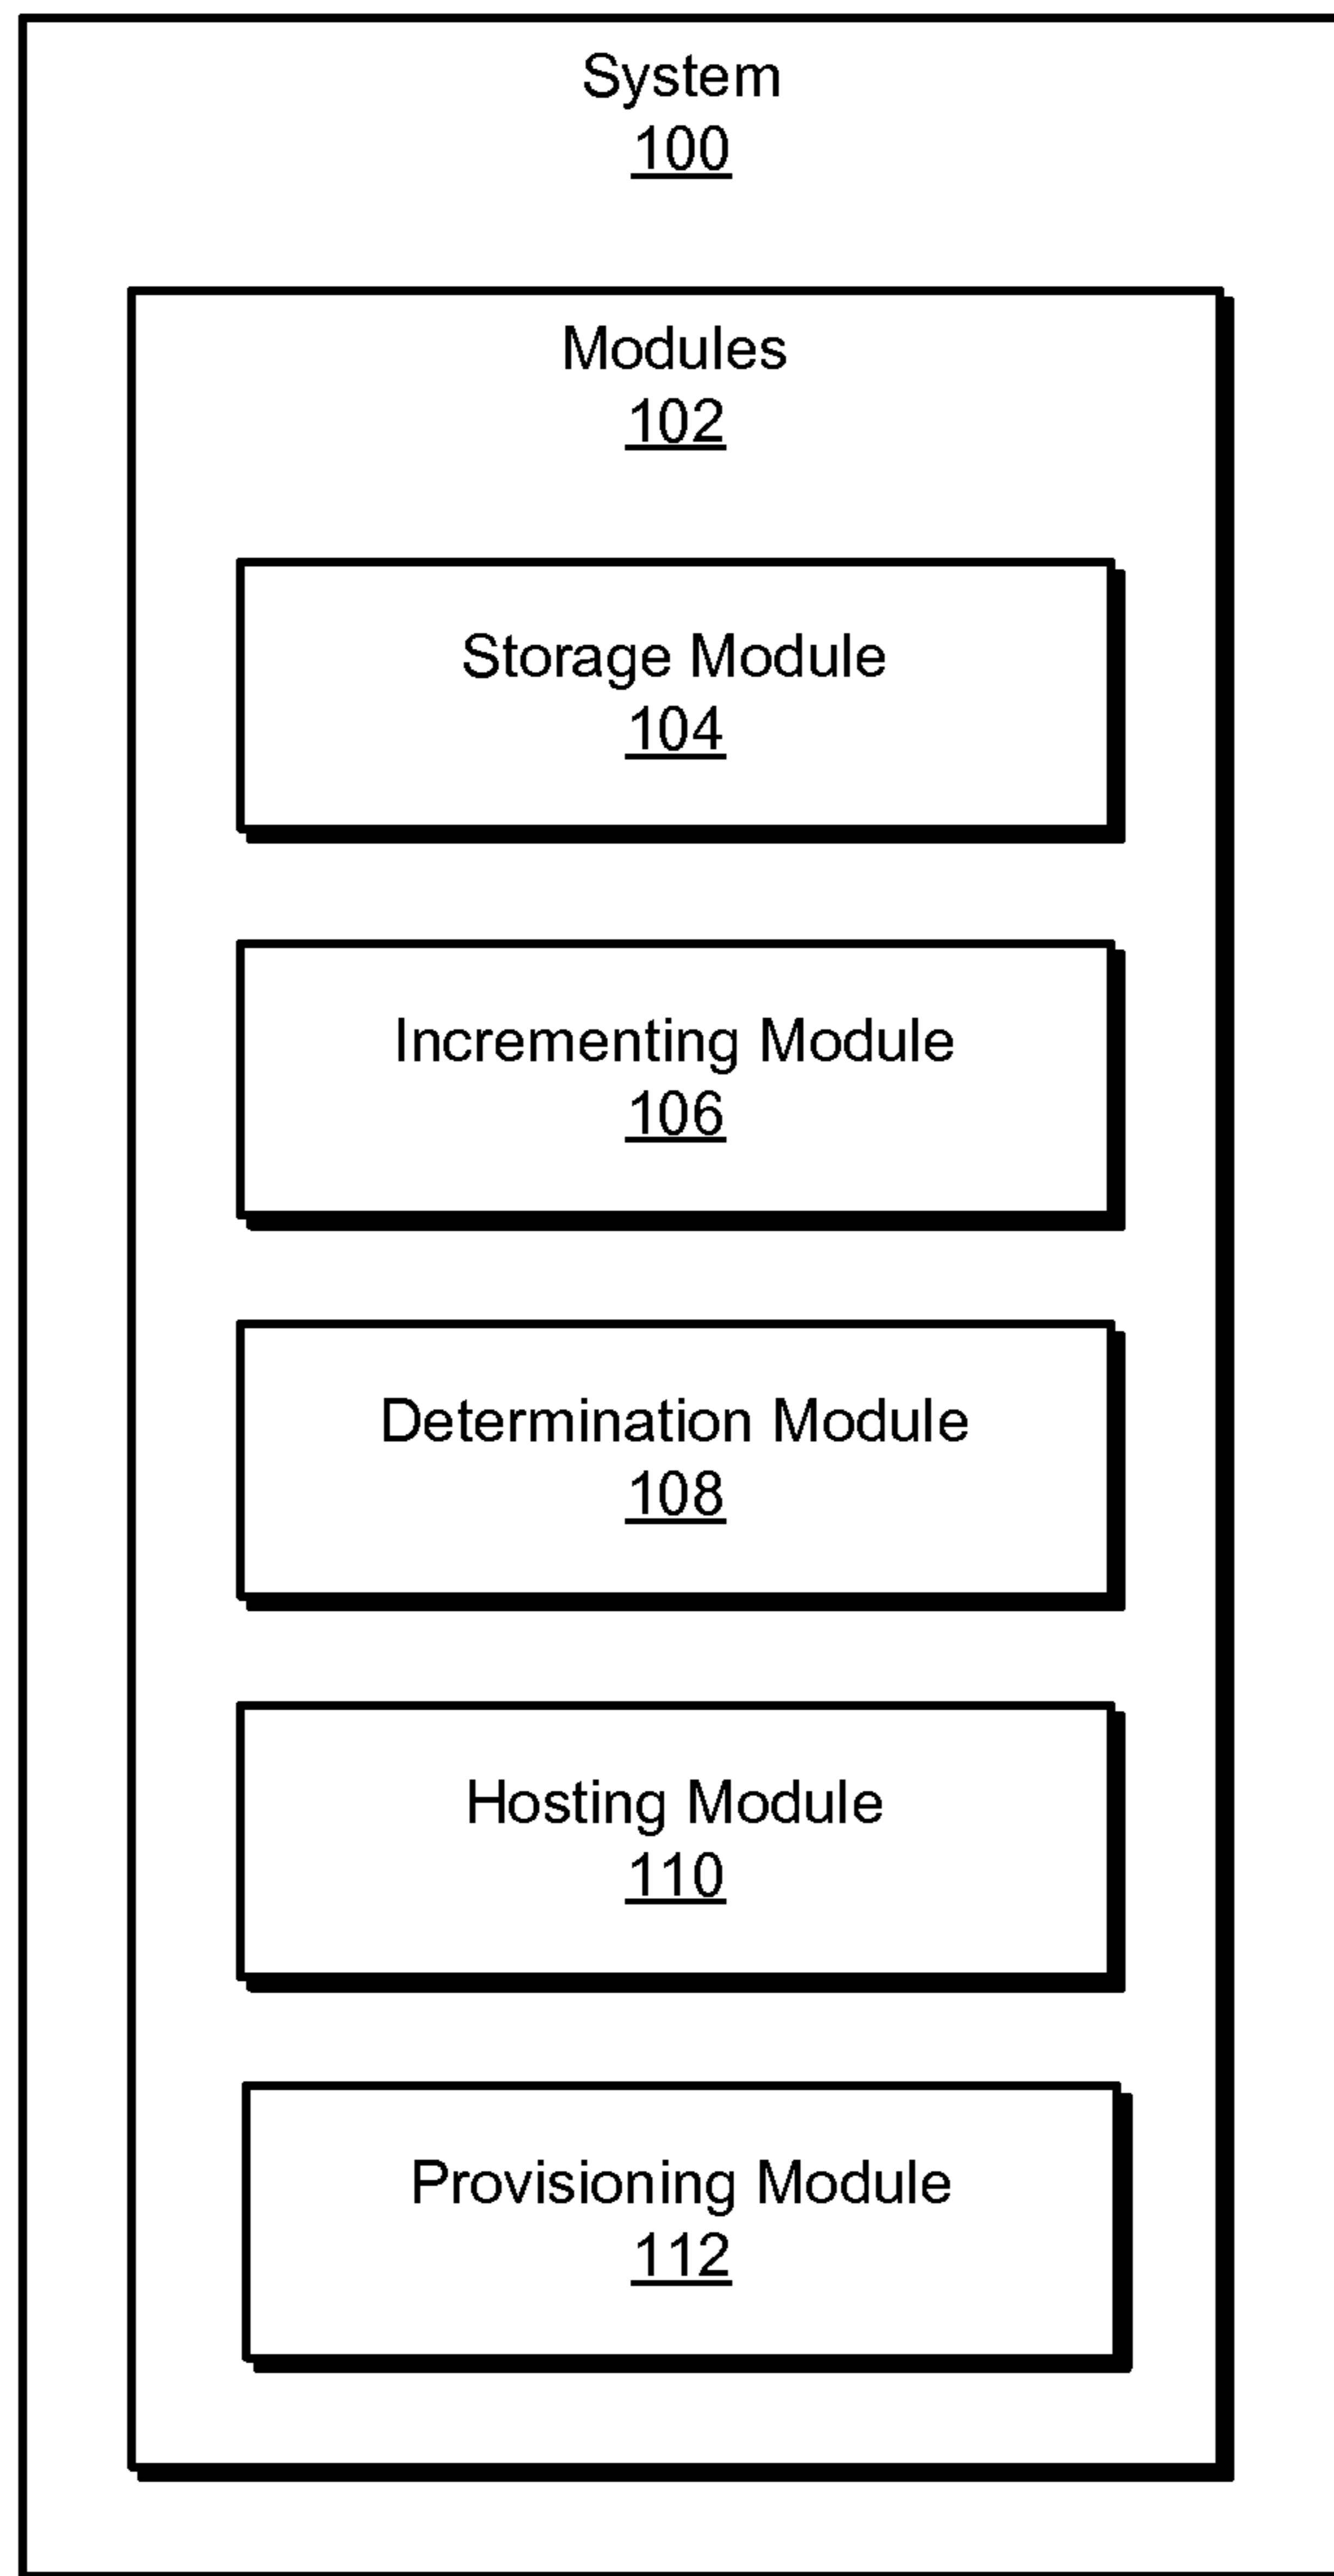 System
100
Modules
102
Storage Module
104
Incrementing Module
106
Determination Module
108
Hosting Module
110
Provisioning Module
112